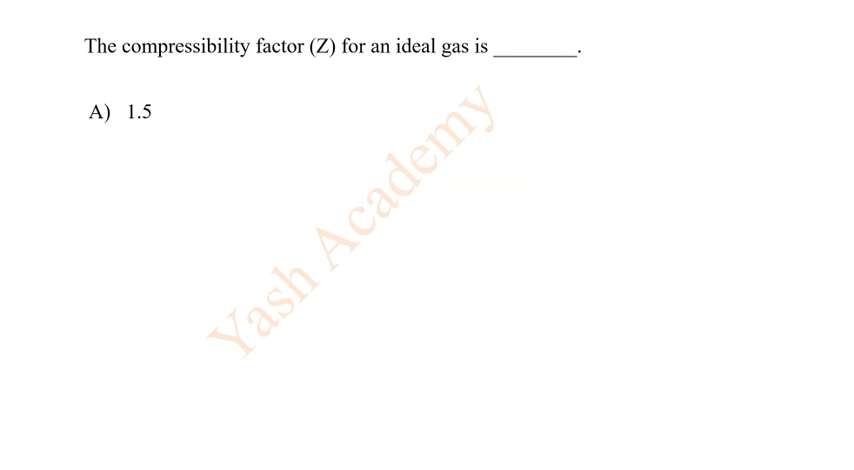 The compressibility factor (Z) for an ideal gas is ________.
A) 1.5
Yash Academy